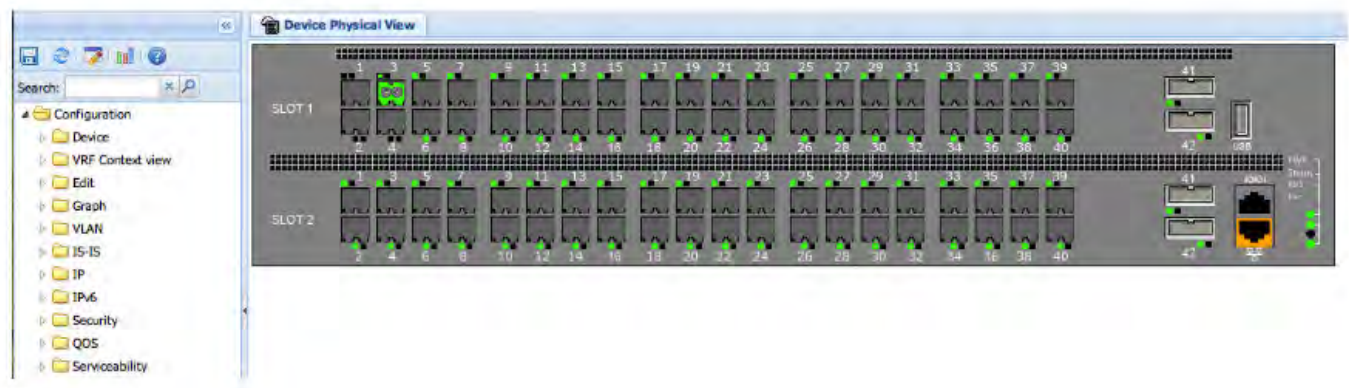 Device Physical View
Search:
Configuration
Device
VRF Context view
Edit
Graph
VLAN
IS-IS
IP
IPv6
Security
QOS
Serviceability
1 3 5 7 9 11 13 15 17 19 21 23 25 27 29 31 33 35 37 39 41
SLOT 1
2 4 6 8 10 12 14 16 18 20 22 24 26 28 30 32 34 36 38 40 42
USB
1 3 5 7 9 11 13 15 17 19 21 23 25 27 29 31 33 35 37 39 41
SLOT 2
2 4 6 8 10 12 14 16 18 20 22 24 26 28 30 32 34 36 38 40 42